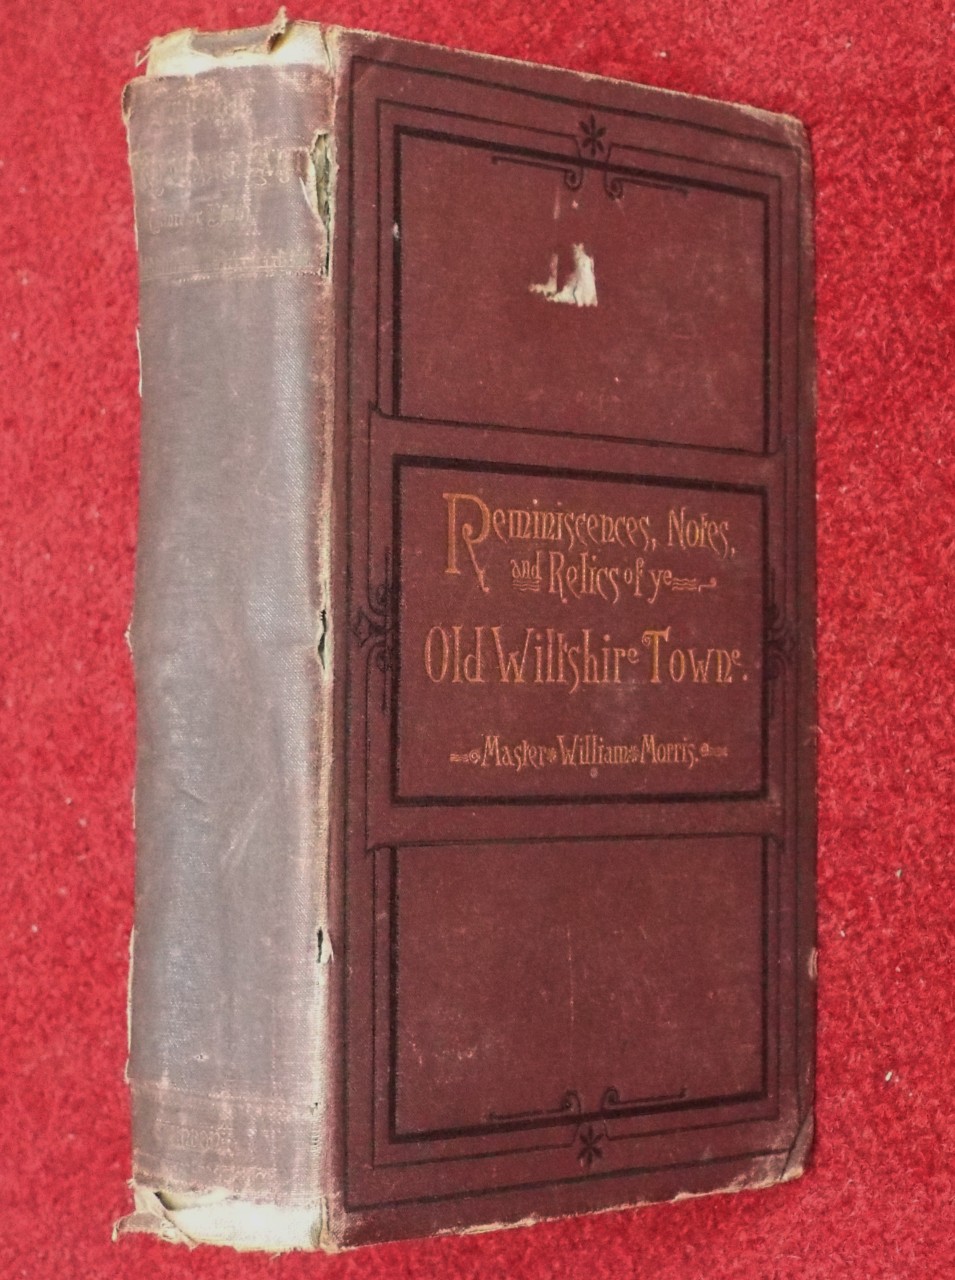 Reminiscences, Notes,
and Relics of ye
Old Wiltshire Towne.
Master William Morris.